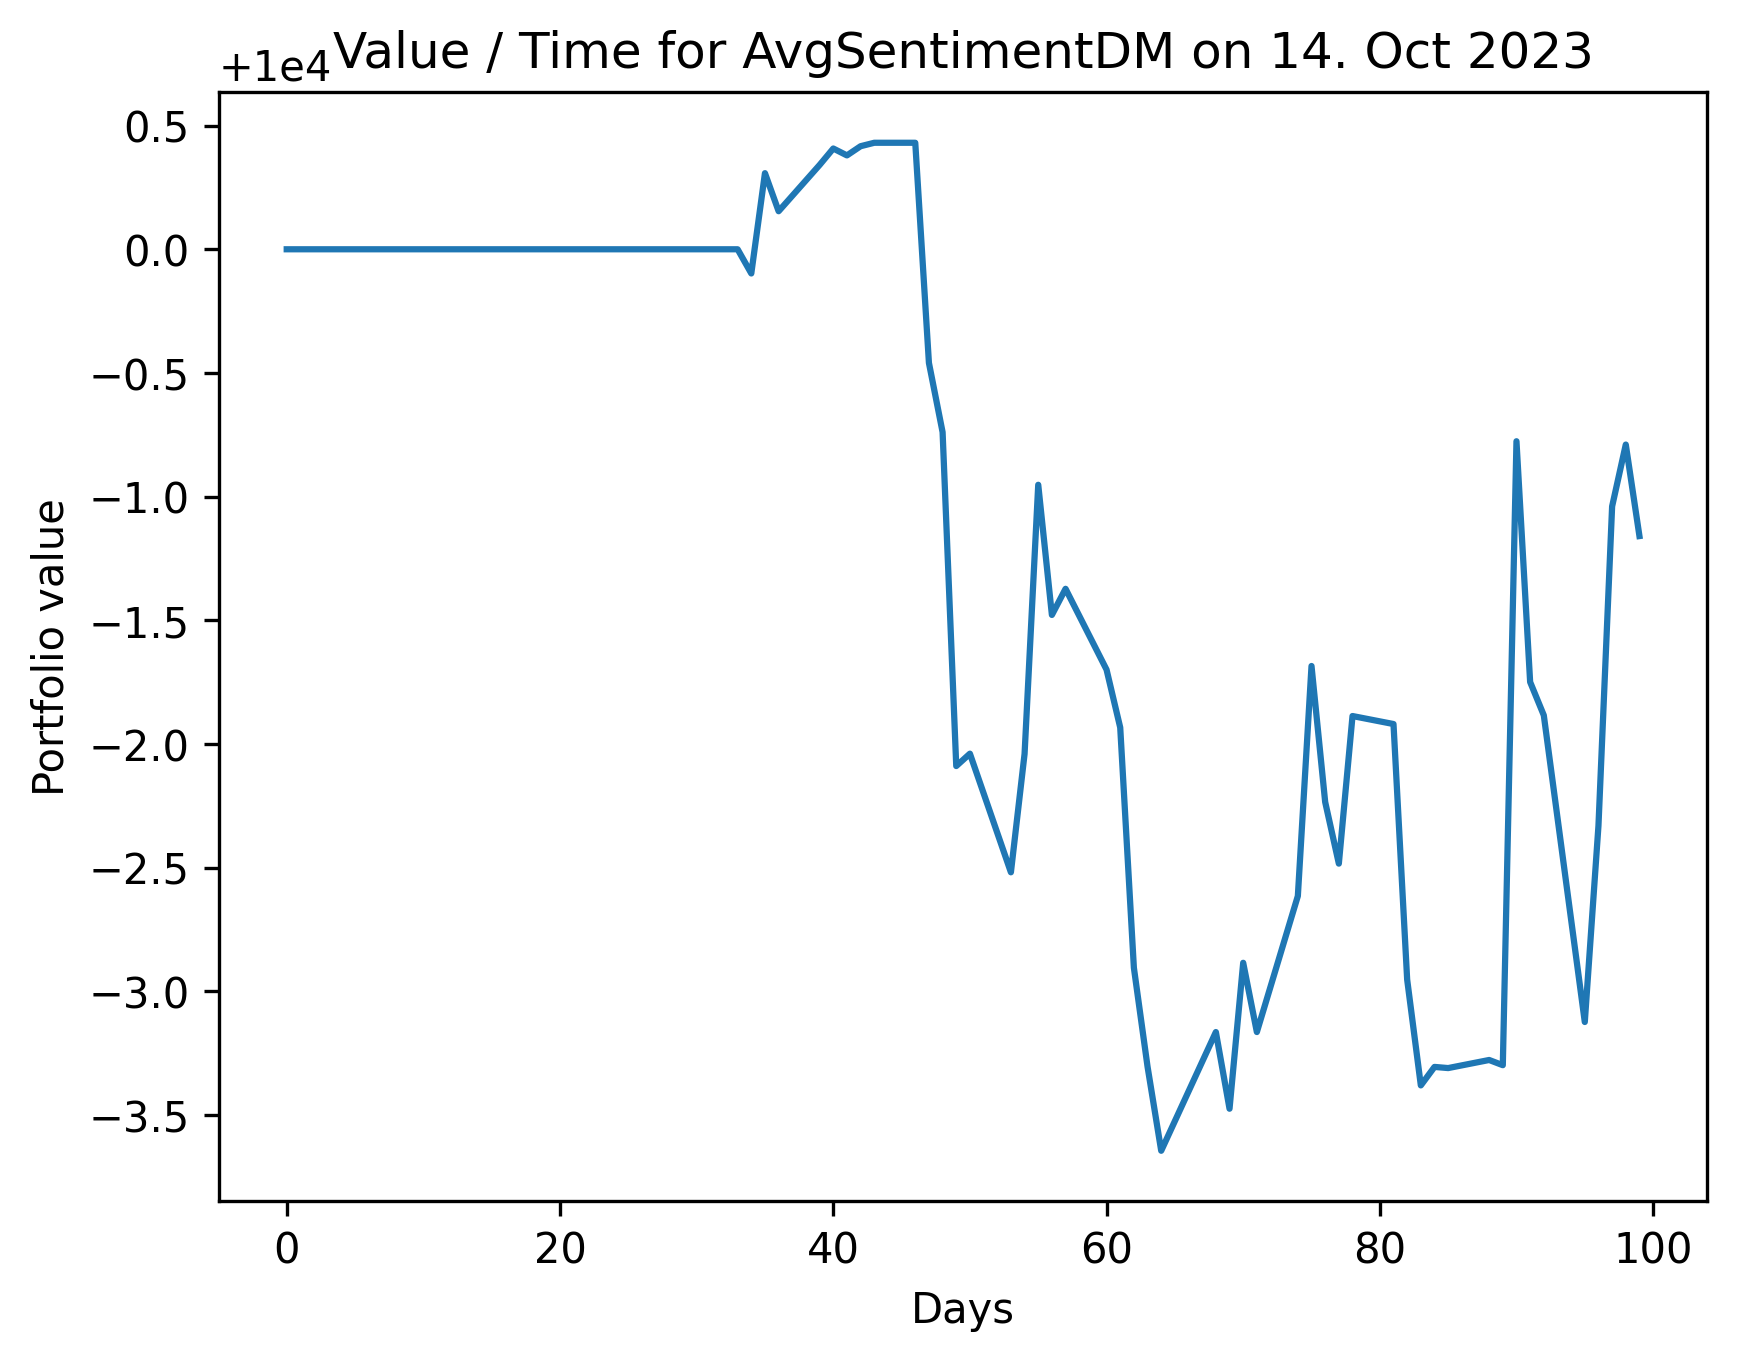 Value / Time for AvgSentimentDM on 14. Oct 2023
+1e4
0.5
0.0
−0.5
−1.0
−1.5
−2.0
−2.5
−3.0
−3.5
Portfolio value
0 20 40 60 80 100
Days